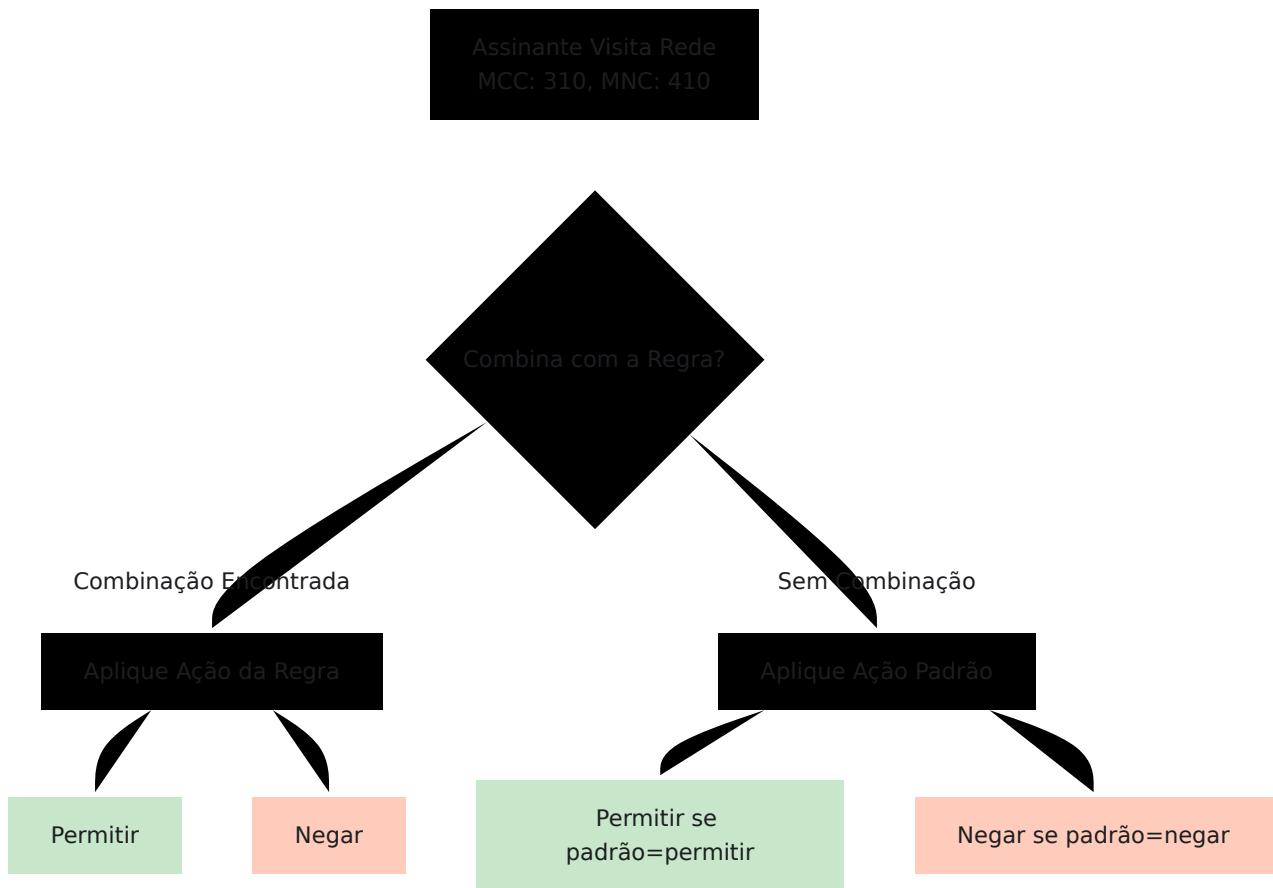 Assinante Visita Rede
MCC: 310, MNC: 410
Combina com a Regra?
Combinação Encontrada
Sem Combinação
Aplique Ação da Regra
Aplique Ação Padrão
Permitir
Negar
Permitir se
padrão=permitir
Negar se padrão=negar